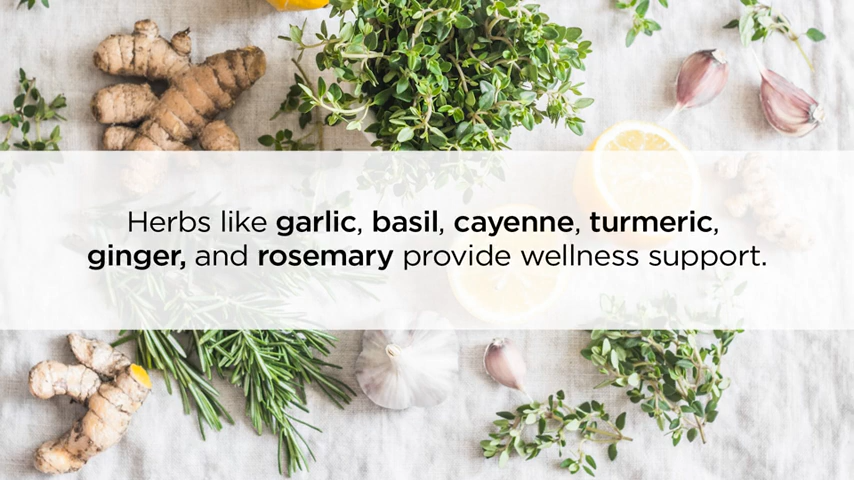 Herbs like garlic, basil, cayenne, turmeric,
ginger, and rosemary provide wellness support.